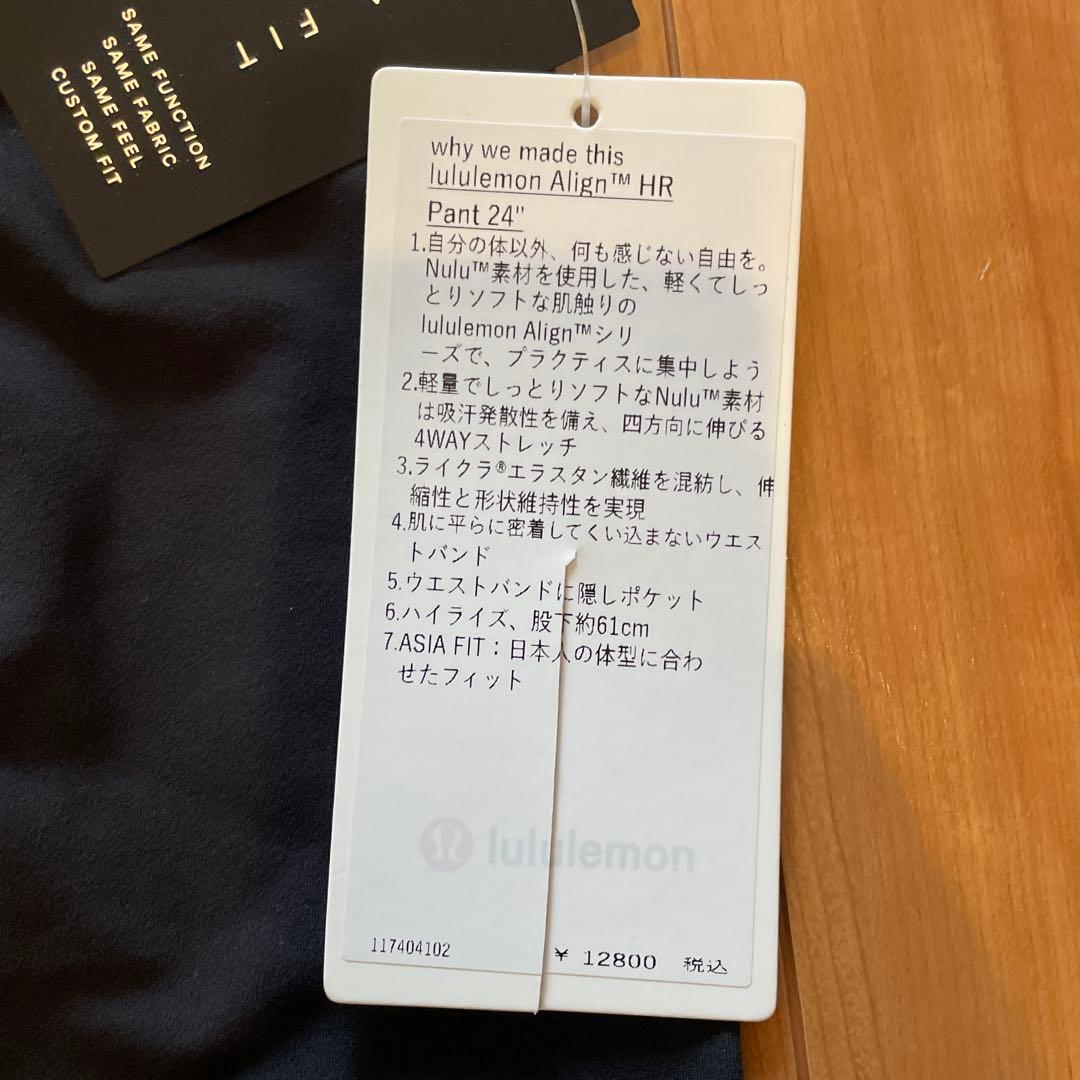 FIT
SAME FUNCTION
SAME FABRIC
SAME FEEL
CUSTOM FIT
why we made this
lululemon Align™ HR
Pant 24"
1.自分の体以外、何も感じない自由を。
Nulu™素材を使用した、軽くてしっ
とりソフトな肌触りの
lululemon Align™シリ
ーズで、プラクティスに集中しよう
2.軽量でしっとりソフトなNulu™素材
は吸汗発散性を備え、四方向に伸びる
4WAYストレッチ
3.ライクラ®エラスタン繊維を混紡し、伸
縮性と形状維持性を実現
4.肌に平らに密着してくい込まないウエス
トバンド
5.ウエストバンドに隠しポケット
6.ハイライズ、股下約61cm
7.ASIA FIT：日本人の体型に合わ
せたフィット
lululemon
117404102 ¥ 12800 税込